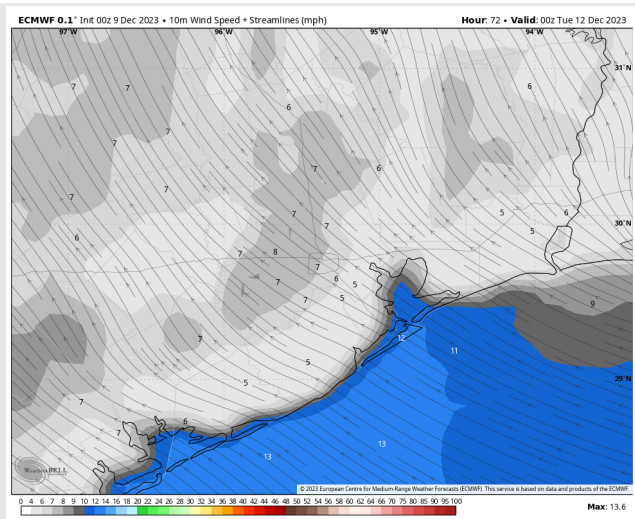 ECMWF 0.1° Init 00z 9 Dec 2023 • 10m Wind Speed + Streamlines (mph) Hour: 72 • Valid: 00z Tue 12 Dec 2023
97°W 96°W 95°W 94°W
31°N
7 7 6
6
7
7
7 6
7 7
7 5 6
30°N
7 5
6
7 8
7
6 5
7
7 5
9
12
7 11
5
29°N
5
7
6
7
13
13
WEATHERBELL
© 2023 European Centre for Medium-Range Weather Forecasts (ECMWF). This service is based on data and products of the ECMWF.
0 4 6 7 8 9 10 12 14 16 18 20 22 24 26 28 30 32 34 36 38 40 42 44 46 48 50 52 54 56 58 60 62 64 66 68 70 75 80 85 90 95 100
Max: 13.6